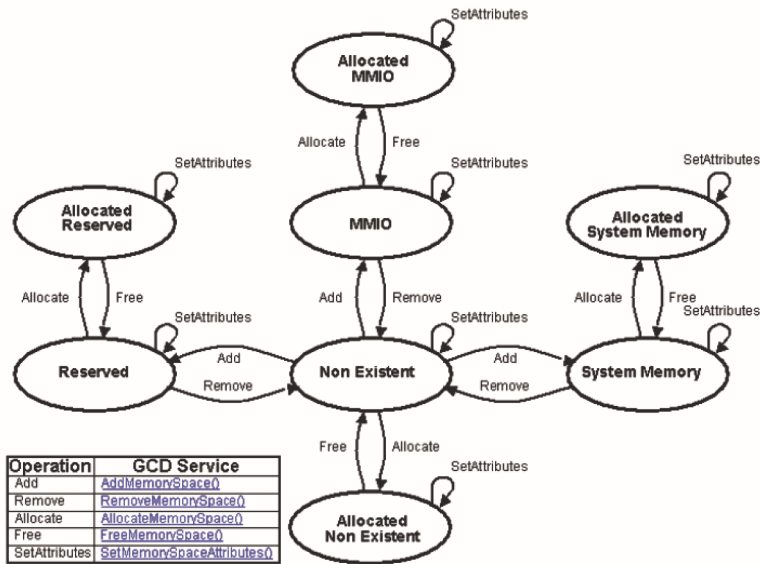 SetAttributes
Allocated
MMIO
Allocate
Free
SetAttributes
SetAttributes
SetAttributes
Allocated
Reserved
MMIO
Allocated
System Memory
Allocate
Free
Add
Remove
Allocate
Free
SetAttributes
SetAttributes
SetAttributes
Reserved
Add
Remove
Non Existent
Add
Remove
System Memory
Free
Allocate
SetAttributes
Allocated
Non Existent
Operation GCD Service
Add AddMemorySpace()
Remove RemoveMemorySpace()
Allocate AllocateMemorySpace()
Free FreeMemorySpace()
SetAttributes SetMemorySpaceAttributes()